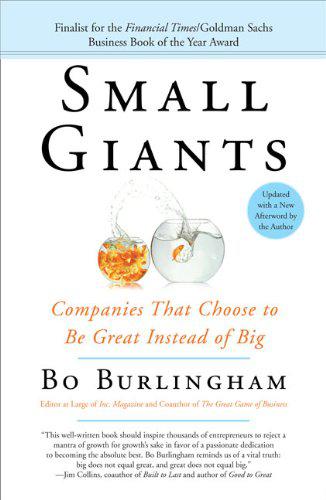 Finalist for the Financial Times/Goldman Sachs
Business Book of the Year Award
SMALL
GIANTS
Updated
with a New
Afterword by
the Author
Companies That Choose to
Be Great Instead of Big
BO BURLINGHAM
Editor at Large of Inc. Magazine and Coauthor of The Great Game of Business
"This well-written book should inspire thousands of entrepreneurs to reject a
mantra of growth for growth's sake in favor of a passionate dedication
to becoming the absolute best. Bo Burlingham reminds us of a vital truth:
big does not equal great, and great does not equal big."
—Jim Collins, coauthor of Built to Last and author of Good to Great